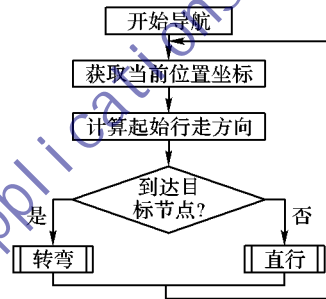 开始导航
获取当前位置坐标
计算起始行走方向
到达目
标节点?
是
否
转弯
直行
pplications